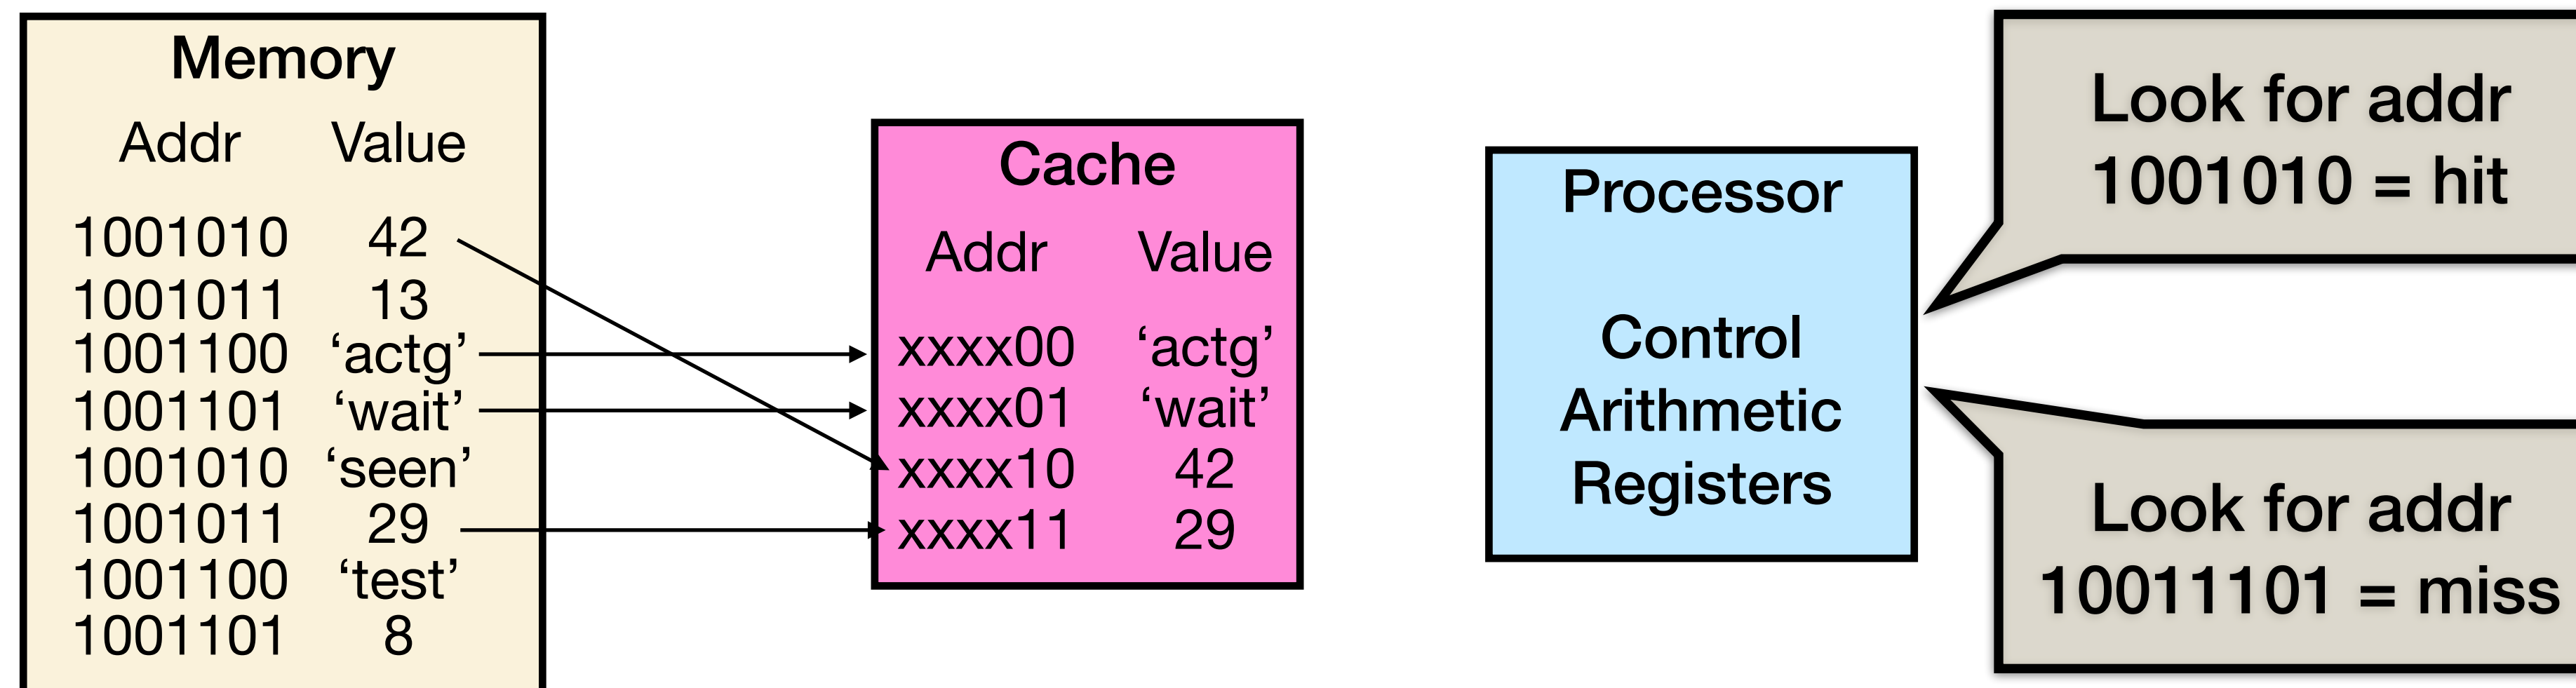 Memory
Addr Value
1001010 42
1001011 13
1001100 ‘actg’
1001101 ‘wait’
1001010 ‘seen’
1001011 29
1001100 ‘test’
1001101 8
Cache
Addr Value
xxxx00 ‘actg’
xxxx01 ‘wait’
xxxx10 42
xxxx11 29
Processor
Control
Arithmetic
Registers
Look for addr
1001010 = hit
Look for addr
10011101 = miss